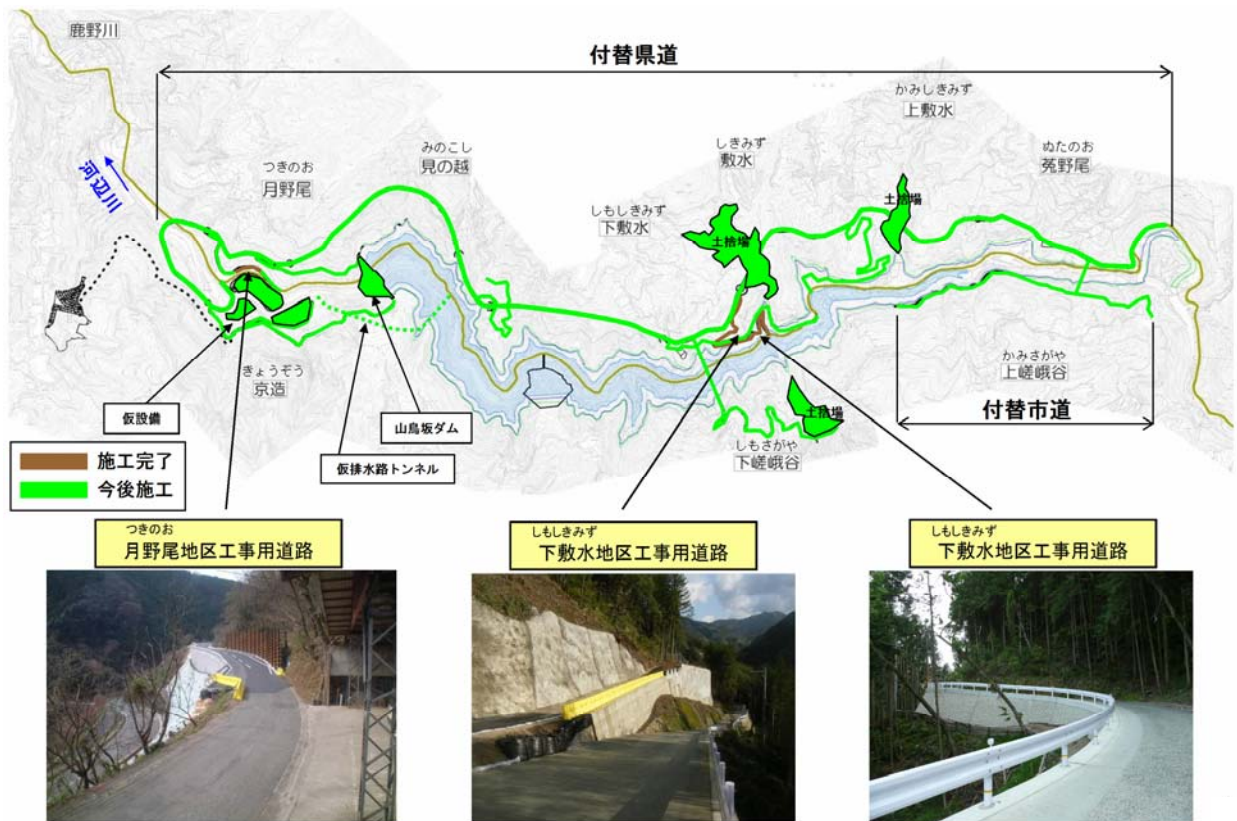 鹿野川
付替県道
かみしきみず
上敷水
みのこし
見の越
しきみず
敷水
ぬたのお
菟野尾
つきのお
月野尾
河辺川
しもしきみず
下敷水
土捨場
土捨場
きょうぞう
京造
かみさがや
上嵯峨谷
仮設備
山鳥坂ダム
土捨場
付替市道
仮排水路トンネル
しもさがや
下嵯峨谷
施工完了
今後施工
つきのお
月野尾地区工事用道路
しもしきみず
下敷水地区工事用道路
しもしきみず
下敷水地区工事用道路